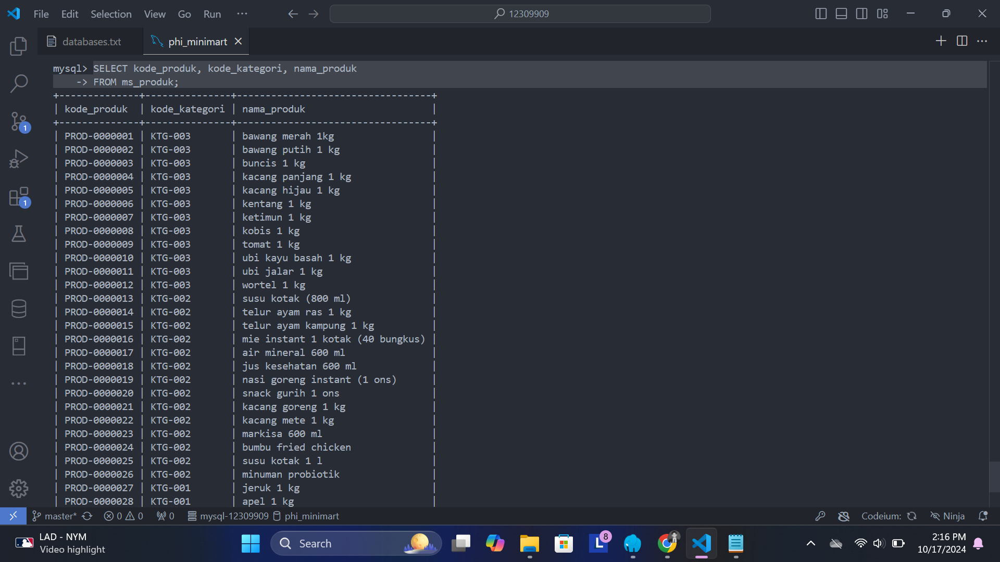 File Edit Selection View Go Run ···
12309909
databases.txt
phi_minimart
mysql> SELECT kode_produk, kode_kategori, nama_produk
    -> FROM ms_produk;
+--------------+---------------+----------------------------------+
| kode_produk  | kode_kategori | nama_produk                      |
+--------------+---------------+----------------------------------+
| PROD-0000001 | KTG-003       | bawang merah 1kg                 |
| PROD-0000002 | KTG-003       | bawang putih 1 kg                |
| PROD-0000003 | KTG-003       | buncis 1 kg                      |
| PROD-0000004 | KTG-003       | kacang panjang 1 kg              |
| PROD-0000005 | KTG-003       | kacang hijau 1 kg                |
| PROD-0000006 | KTG-003       | kentang 1 kg                     |
| PROD-0000007 | KTG-003       | ketimun 1 kg                     |
| PROD-0000008 | KTG-003       | kobis 1 kg                       |
| PROD-0000009 | KTG-003       | tomat 1 kg                       |
| PROD-0000010 | KTG-003       | ubi kayu basah 1 kg              |
| PROD-0000011 | KTG-003       | ubi jalar 1 kg                   |
| PROD-0000012 | KTG-003       | wortel 1 kg                      |
| PROD-0000013 | KTG-002       | susu kotak (800 ml)              |
| PROD-0000014 | KTG-002       | telur ayam ras 1 kg              |
| PROD-0000015 | KTG-002       | telur ayam kampung 1 kg          |
| PROD-0000016 | KTG-002       | mie instant 1 kotak (40 bungkus) |
| PROD-0000017 | KTG-002       | air mineral 600 ml               |
| PROD-0000018 | KTG-002       | jus kesehatan 600 ml             |
| PROD-0000019 | KTG-002       | nasi goreng instant (1 ons)      |
| PROD-0000020 | KTG-002       | snack gurih 1 ons                |
| PROD-0000021 | KTG-002       | kacang goreng 1 kg               |
| PROD-0000022 | KTG-002       | kacang mete 1 kg                 |
| PROD-0000023 | KTG-002       | markisa 600 ml                   |
| PROD-0000024 | KTG-002       | bumbu fried chicken              |
| PROD-0000025 | KTG-002       | susu kotak 1 l                   |
| PROD-0000026 | KTG-002       | minuman probiotik                |
| PROD-0000027 | KTG-001       | jeruk 1 kg                       |
| PROD-0000028 | KTG-001       | apel 1 kg                        |
1
1
master* 0 0 0 mysql-12309909 phi_minimart Codeium: Ninja
LAD - NYM
Video highlight
Search
L 8
2:16 PM
10/17/2024